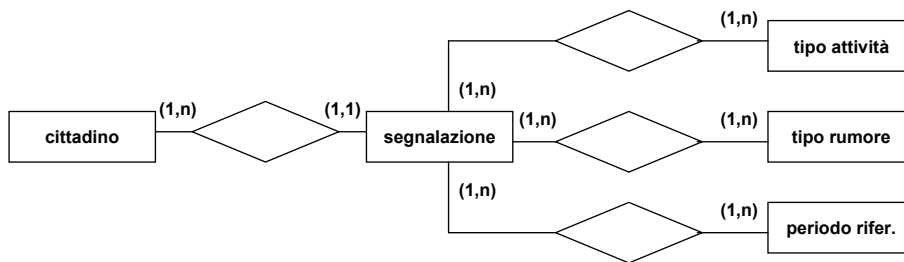 (1,n)
(1,n)
tipo attività
(1,n)
(1,n)
(1,1)
(1,n)
(1,n)
cittadino
segnalazione
tipo rumore
(1,n)
(1,n)
periodo rifer.